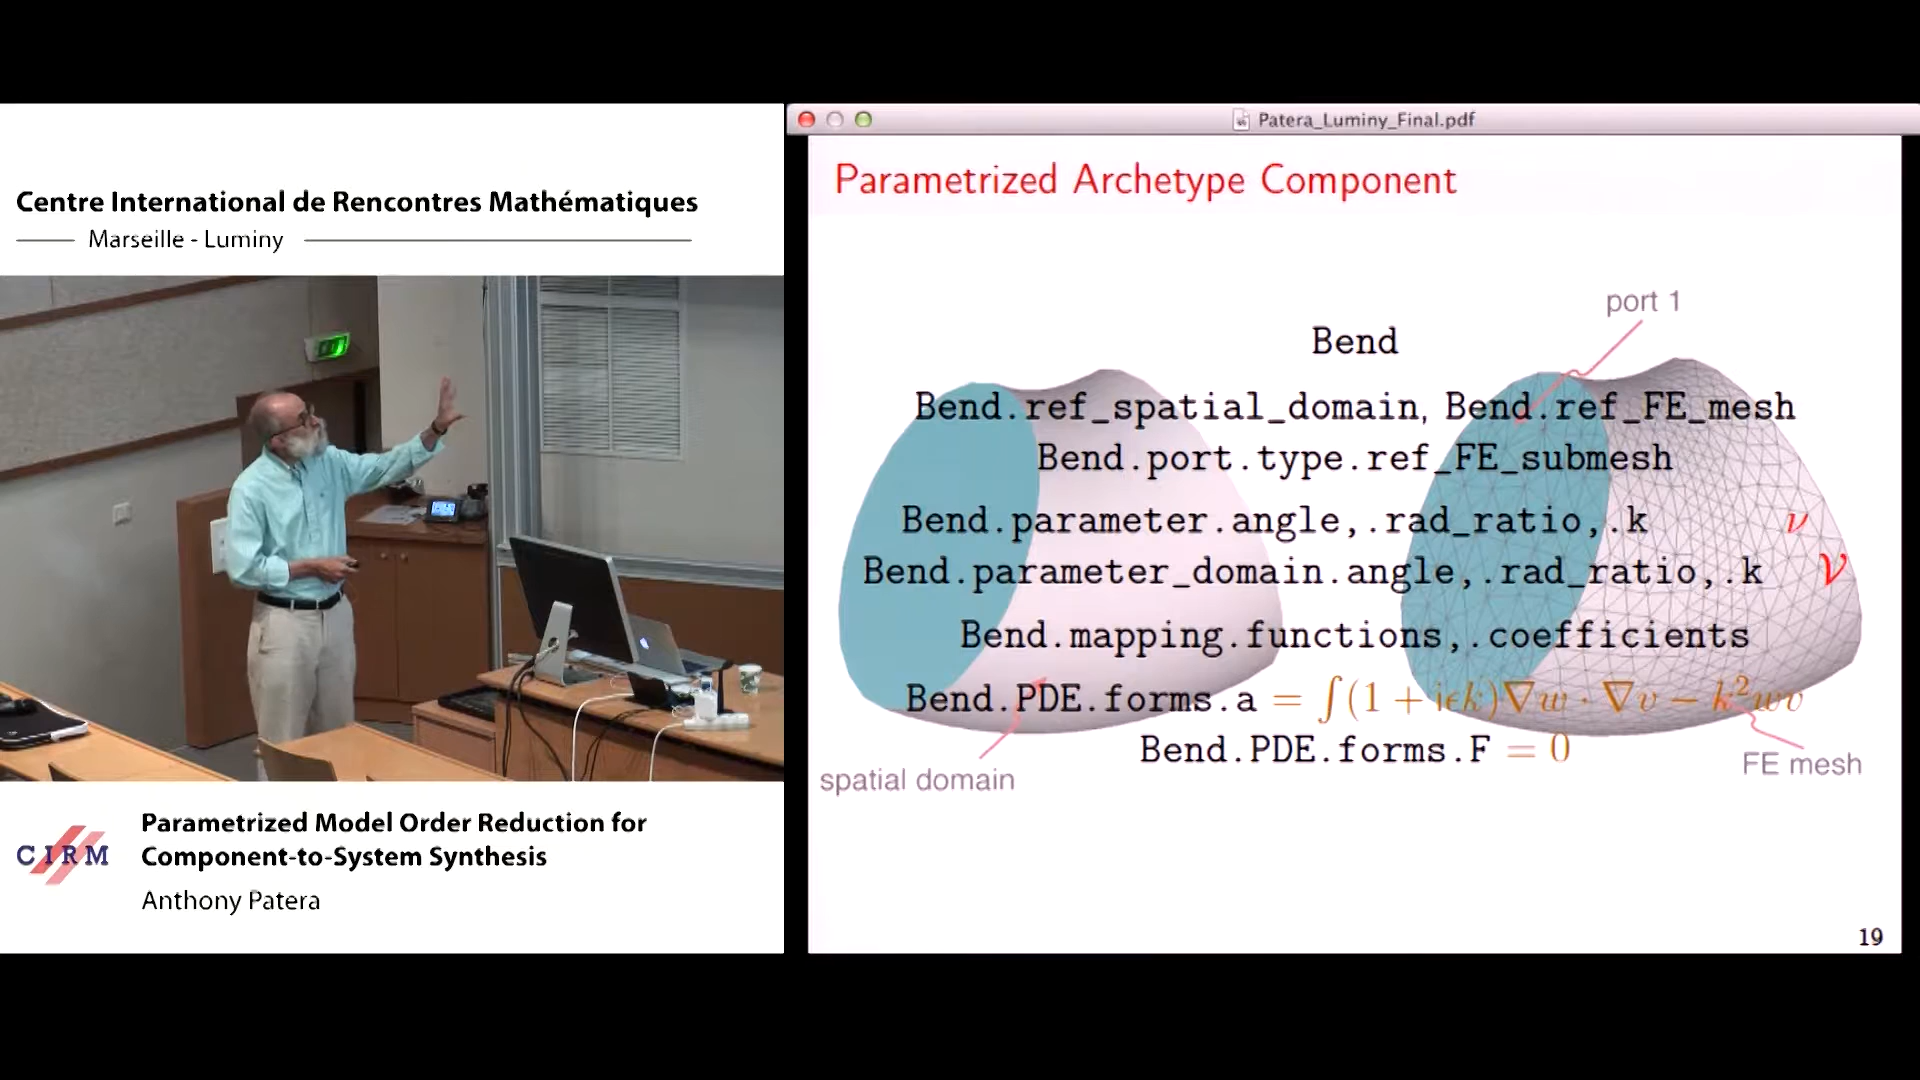 Centre International de Rencontres Mathématiques
Marseille - Luminy
CIRM
Parametrized Model Order Reduction for
Component-to-System Synthesis
Anthony Patera
Patera_Luminy_Final.pdf
Parametrized Archetype Component
port 1
Bend
Bend.ref_spatial_domain, Bend.ref_FE_mesh
Bend.port.type.ref_FE_submesh
Bend.parameter.angle,.rad_ratio,.k ν
Bend.parameter_domain.angle,.rad_ratio,.k 𝒱
Bend.mapping.functions,.coefficients
Bend.PDE.forms.a = ∫(1 + iϵk)∇w · ∇v − k²wv
Bend.PDE.forms.F = 0
spatial domain
FE mesh
19